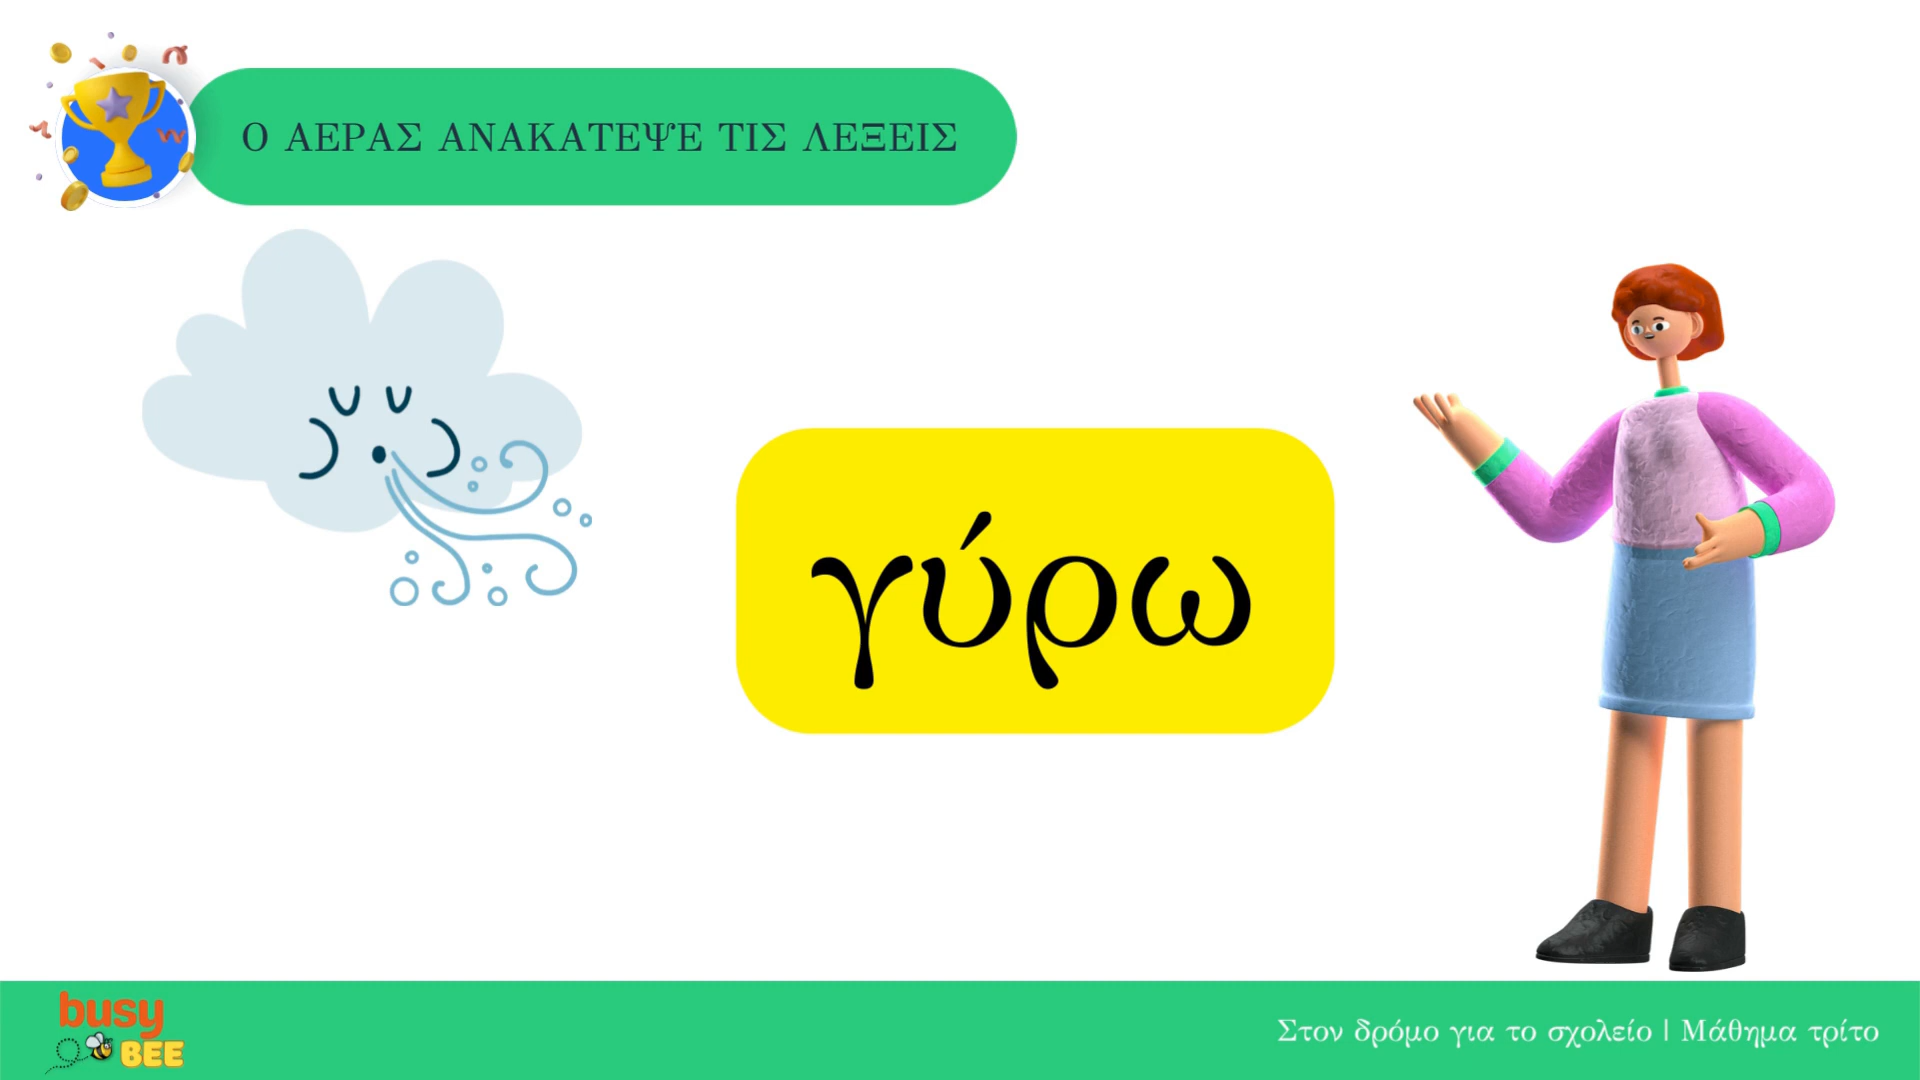 Ο ΑΕΡΑΣ ΑΝΑΚΑΤΕΨΕ ΤΙΣ ΛΕΞΕΙΣ
γύρω
busy
BEE
Στον δρόμο για το σχολείο | Μάθημα τρίτο